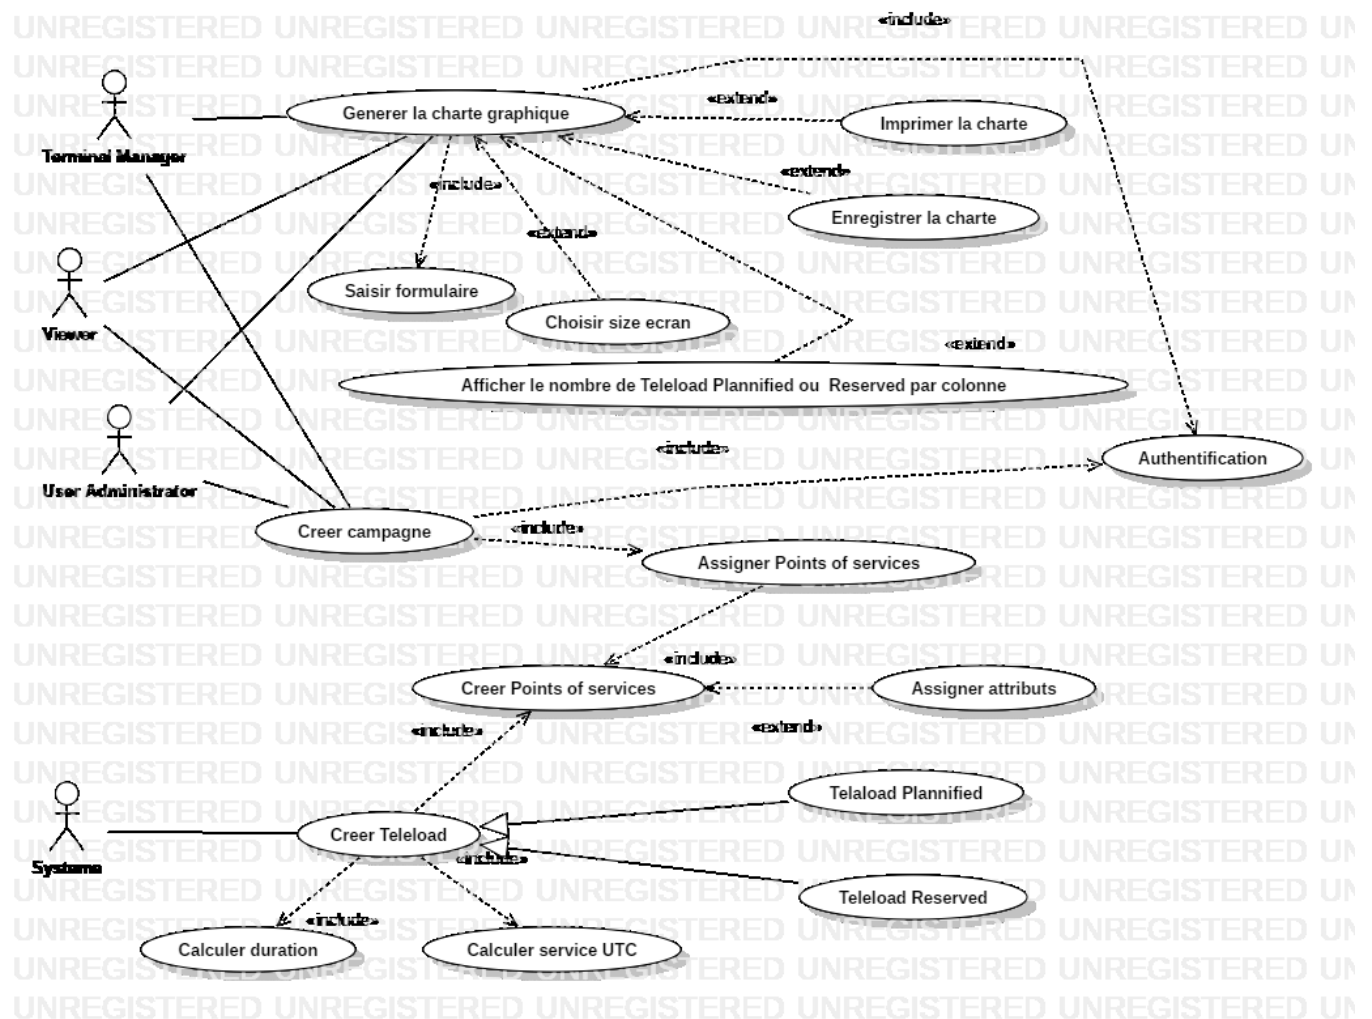 «include»
«extend»
Generer la charte graphique
Imprimer la charte
Terminal Manager
«include»
«extend»
Enregistrer la charte
«extend»
Saisir formulaire
Choisir size ecran
Viewer
«extend»
Afficher le nombre de Teleload Plannified ou Reserved par colonne
«include»
Authentification
User Administrator
Creer campagne
«include»
Assigner Points of services
«include»
Creer Points of services
Assigner attributs
«include»
«extend»
Telaload Plannified
Creer Teleload
«include»
Systeme
Teleload Reserved
«include»
Calculer duration
Calculer service UTC
UNREGISTERED